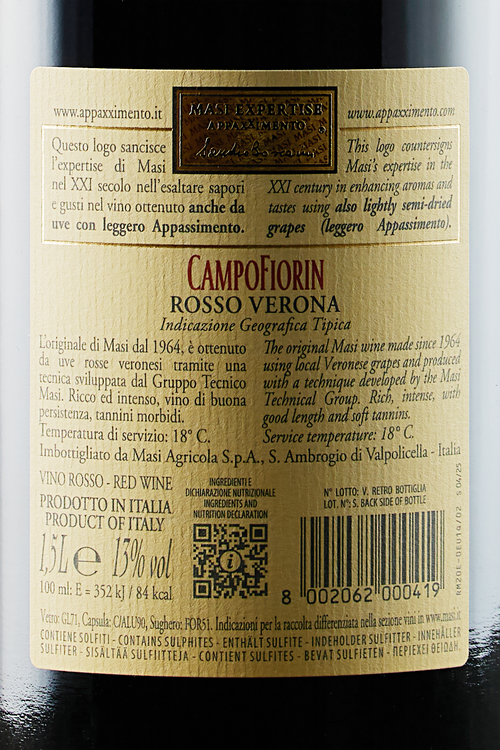 www.appaxximento.it
MASI EXPERTISE
APPAXXIMENTO
www.appaxximento.com
Questo logo sancisce
l'expertise di Masi
nel XXI secolo nell'esaltare sapori
e gusti nel vino ottenuto anche da
uve con leggero Appassimento.
This logo countersigns
Masi's expertise in the
XXI century in enhancing aromas and
tastes using also lightly semi-dried
grapes (leggero Appassimento).
CAMPOFIORIN
ROSSO VERONA
Indicazione Geografica Tipica
L'originale di Masi dal 1964, è ottenuto
da uve rosse veronesi tramite una
tecnica sviluppata dal Gruppo Tecnico
Masi. Ricco ed intenso, vino di buona
persistenza, tannini morbidi.
Temperatura di servizio: 18° C.
The original Masi wine made since 1964
using local Veronese grapes and produced
with a technique developed by the Masi
Technical Group. Rich, intense, with
good length and soft tannins.
Service temperature: 18° C.
Imbottigliato da Masi Agricola S.p.A., S. Ambrogio di Valpolicella - Italia
VINO ROSSO - RED WINE
PRODOTTO IN ITALIA
PRODUCT OF ITALY
1,5L e 13% vol
100 ml: E = 352 kJ / 84 kcal
INGREDIENTI E
DICHIARAZIONE NUTRIZIONALE
INGREDIENTS AND
NUTRITION DECLARATION
N° LOTTO: V. RETRO BOTTIGLIA
LOT. N°: S. BACK SIDE OF BOTTLE
8 002062 000419
RM20E-0EU1G/02 S 04/25
Vetro: GL71, Capsula: C/ALU90, Sughero: FOR51. Indicazioni per la raccolta differenziata nella sezione vini in www.masi.it
CONTIENE SOLFITI - CONTAINS SULPHITES - ENTHÄLT SULFITE - INDEHOLDER SULFITTER - INNEHÅLLER
SULFITER - SISÄLTÄÄ SULFIITTEJA - CONTIENT SULFITES - BEVAT SULFIETEN - ΠΕΡΙΕΧΕΙ ΘΕΙΩΔΗ.